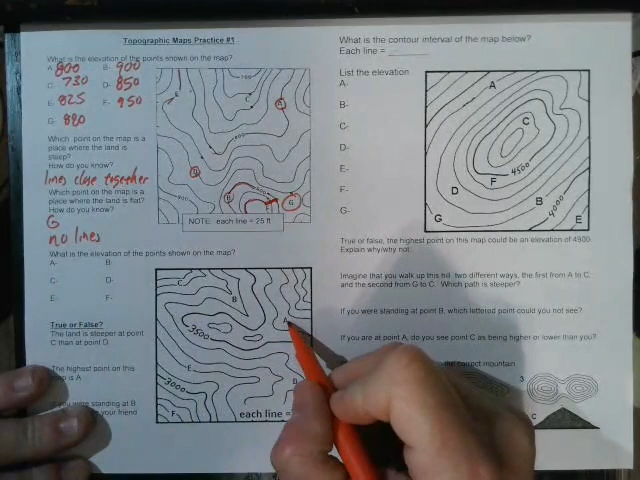 Topographic Maps Practice #1
What is the elevation of the points shown on the map?
A- 800 B- 900
C- 730 D- 850
E- 825 F- 950
G- 880
Which point on the map is a
place where the land is
steep?
How do you know?
lines close together
Which point on the map is a
place where the land is flat?
How do you know?
G
no lines
NOTE: each line = 25 ft
What is the elevation of the points shown on the map?
A- B-
C- D-
E- F-
True or False?
The land is steeper at point
C than at point D
The highest point on this
is A
were standing at B
your friend
B
3500
E
3000
F
D
each line =
What is the contour interval of the map below?
Each line = ______
List the elevation
A-
B-
C-
D-
E-
F-
G-
A
C
F
4500
D
B
4000
G
E
True or false, the highest point on this map could be an elevation of 4900.
Explain why/why not:
Imagine that you walk up this hill two different ways, the first from A to C,
and the second from G to C. Which path is steeper?
If you were standing at point B, which lettered point could you not see?
If you are at point A, do you see point C as being higher or lower than you?
the correct mountain
3.
C